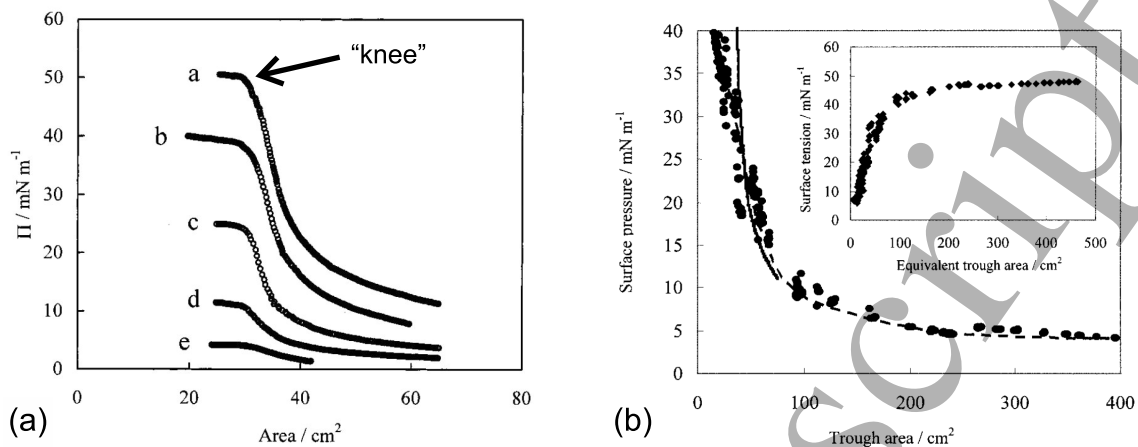 60
50
40
30
20
10
0
a
b
c
d
e
"knee"
Π / mN m⁻¹
0
20
40
60
80
Area / cm²
(a)
40
35
30
25
20
15
10
5
0
Surface pressure / mN m⁻¹
0
100
200
300
400
Trough area / cm²
60
50
40
30
20
10
0
Surface tension / mN m⁻¹
0
100
200
300
400
500
Equivalent trough area / cm²
(b)
script